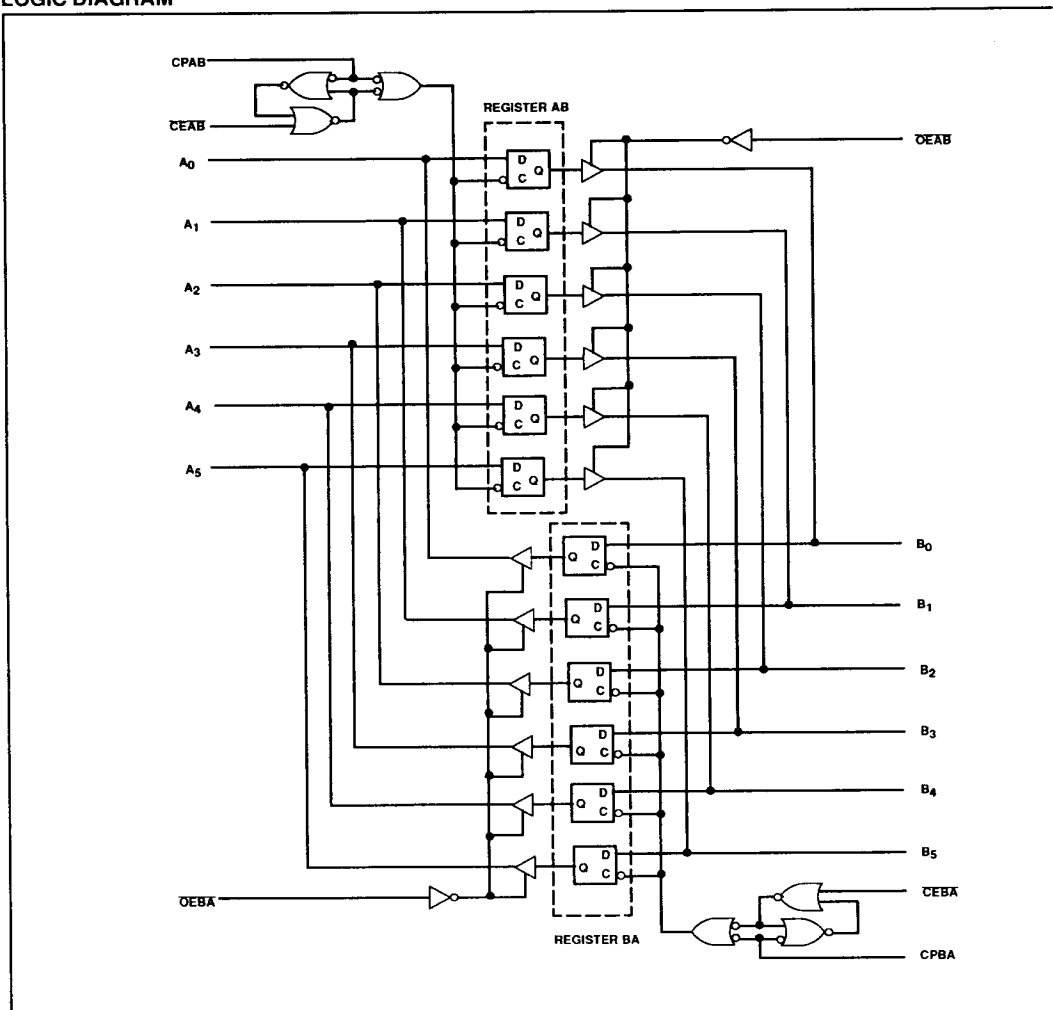 LOGIC DIAGRAM
CPAB
CEAB
REGISTER AB
OEAB
A0
D
C Q
A1
D
C Q
A2
D
C Q
A3
D
C Q
A4
D
C Q
A5
D
C Q
Q D
C
B0
Q D
C
B1
Q D
C
B2
Q D
C
B3
Q D
C
B4
Q D
C
B5
OEBA
CEBA
REGISTER BA
CPBA